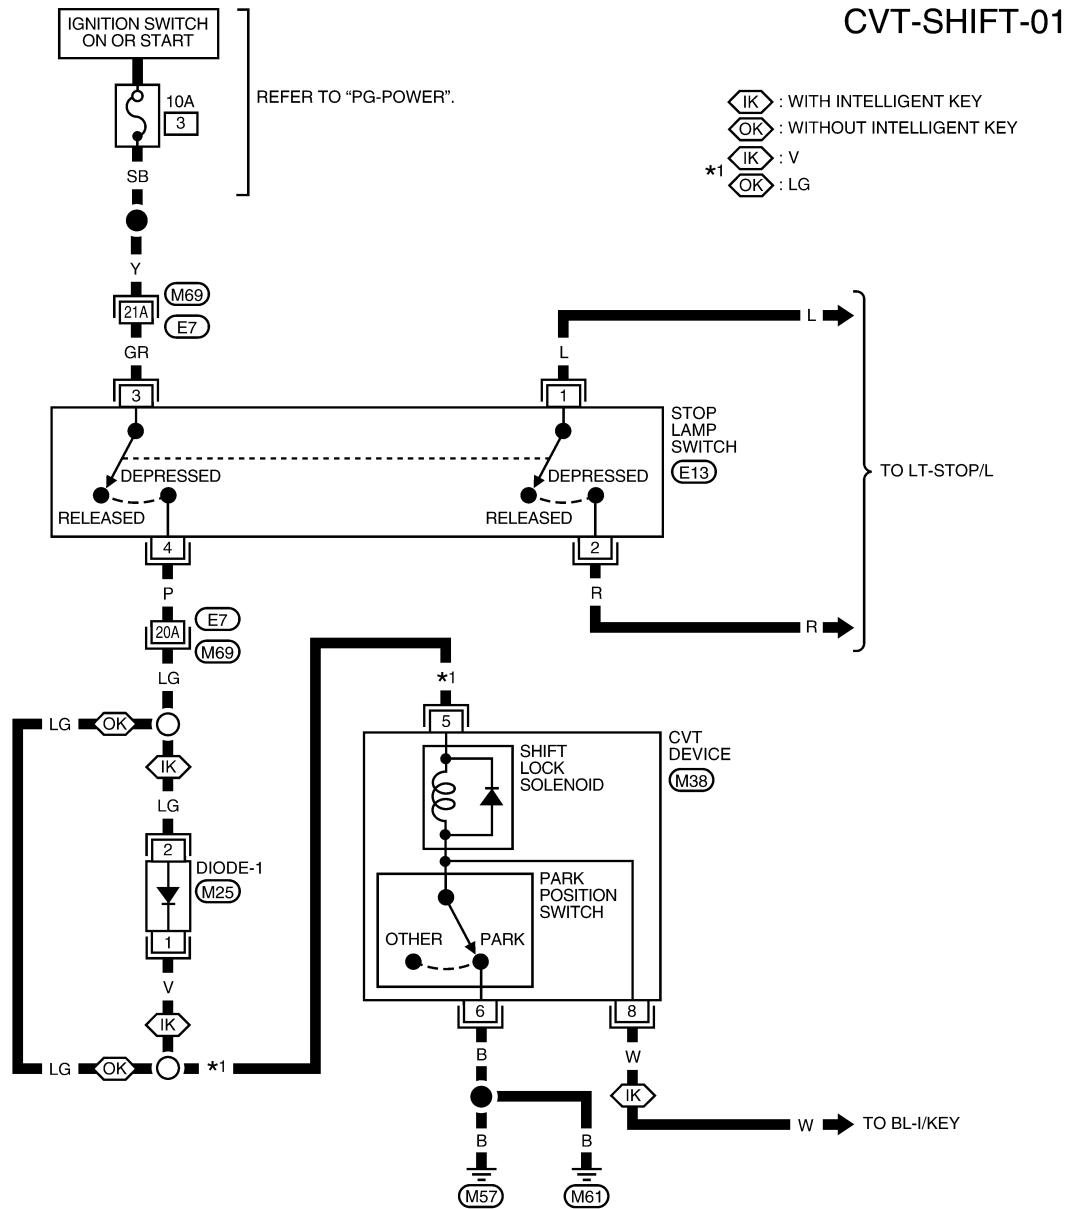 CVT-SHIFT-01
IGNITION SWITCH
ON OR START
10A
3
REFER TO “PG-POWER”.
IK : WITH INTELLIGENT KEY
OK : WITHOUT INTELLIGENT KEY
*1
IK : V
OK : LG
SB
Y
M69
21A
E7
GR
L
L
3
1
STOP
LAMP
SWITCH
E13
DEPRESSED
RELEASED
DEPRESSED
RELEASED
TO LT-STOP/L
4
2
P
R
R
E7
20A
M69
LG
*1
LG
OK
IK
LG
5
CVT
DEVICE
M38
SHIFT
LOCK
SOLENOID
2
DIODE-1
M25
1
PARK
POSITION
SWITCH
OTHER
PARK
V
IK
6
8
LG
OK
*1
B
W
IK
W
TO BL-I/KEY
B
B
M57
M61